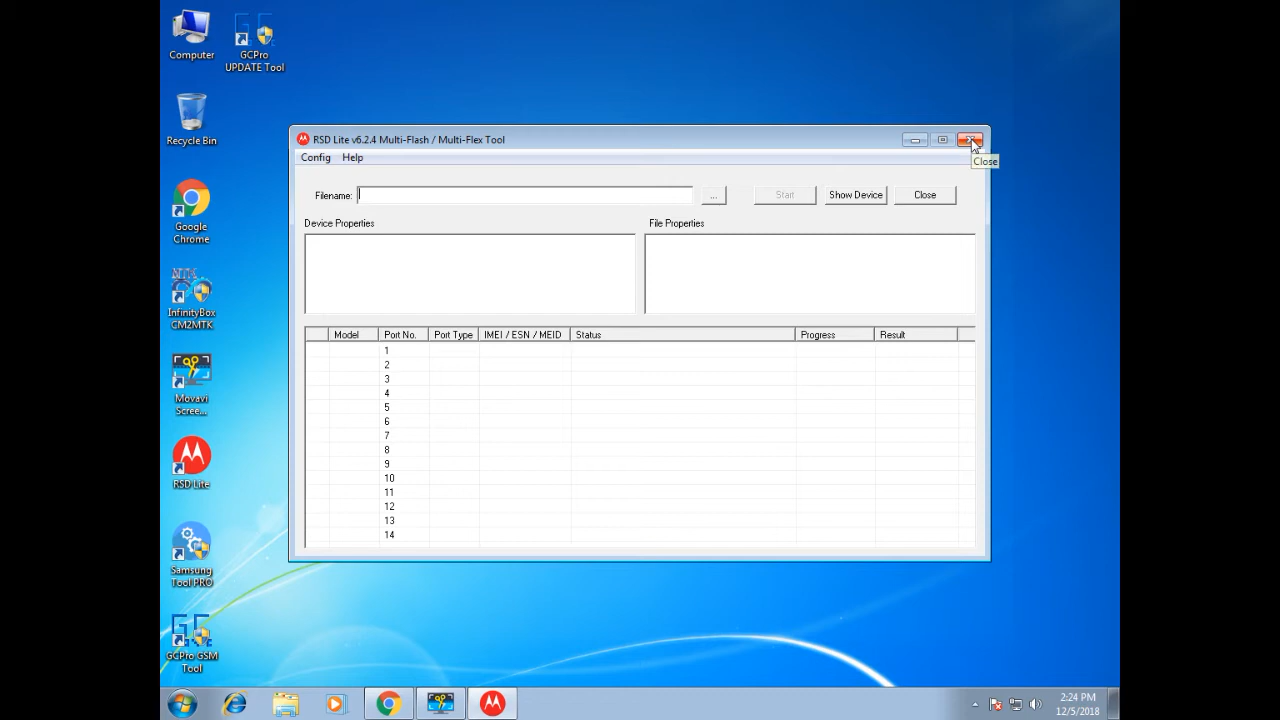 Computer
GCPro
UPDATE Tool
Recycle Bin
Google
Chrome
MTK
InfinityBox
CM2MTK
Movavi
Scree...
RSD Lite
Samsung
Tool PRO
GCPro GSM
Tool
RSD Lite v6.2.4 Multi-Flash / Multi-Flex Tool
Close
Config Help
Filename: ... Start Show Device Close
Device Properties File Properties
Model Port No. Port Type IMEI / ESN / MEID Status Progress Result
1
2
3
4
5
6
7
8
9
10
11
12
13
14
2:24 PM
12/5/2018